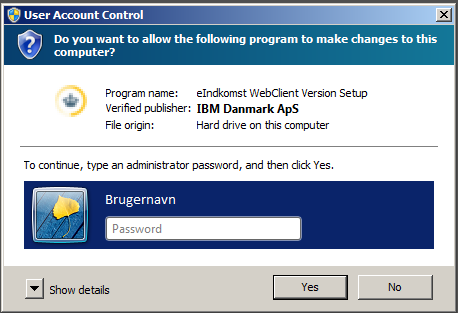 User Account Control
Do you want to allow the following program to make changes to this
computer?
Program name: eIndkomst WebClient Version Setup
Verified publisher: IBM Danmark ApS
File origin: Hard drive on this computer
To continue, type an administrator password, and then click Yes.
Brugernavn
Password
Show details
Yes
No